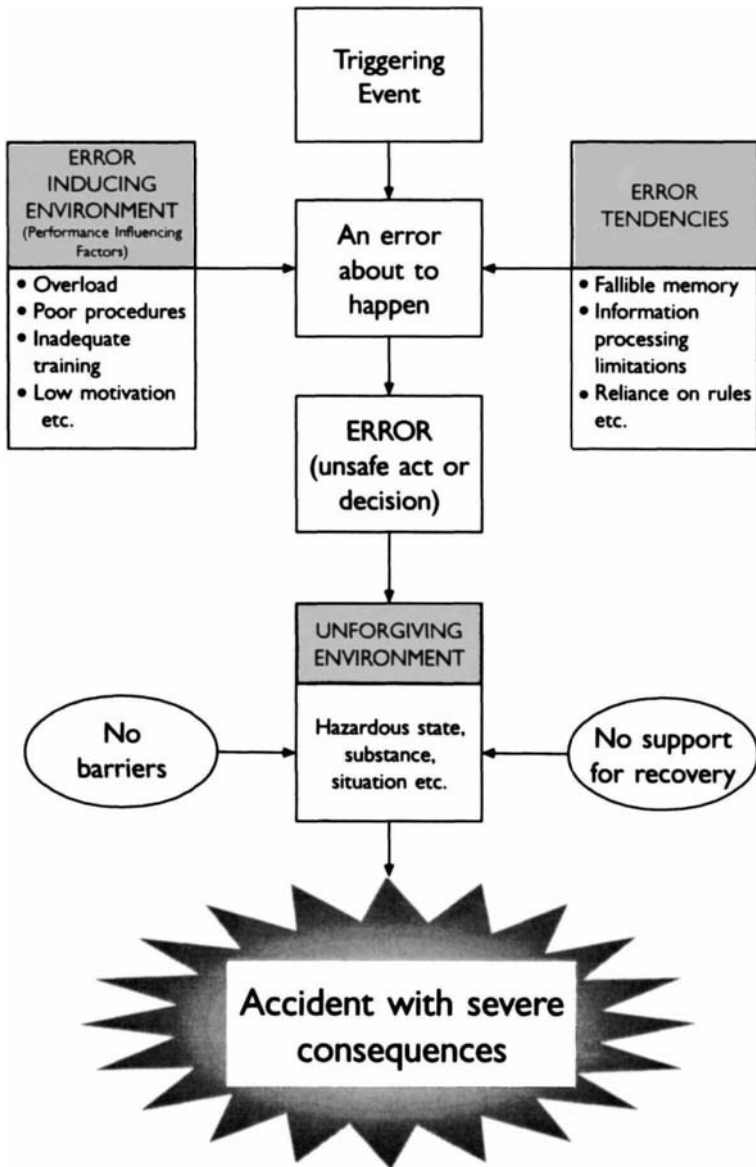 Triggering
Event
ERROR
INDUCING
ENVIRONMENT
(Performance Influencing
Factors)
• Overload
• Poor procedures
• Inadequate
training
• Low motivation
etc.
An error
about to
happen
ERROR
TENDENCIES
• Fallible memory
• Information
processing
limitations
• Reliance on rules
etc.
ERROR
(unsafe act or
decision)
UNFORGIVING
ENVIRONMENT
Hazardous state,
substance,
situation etc.
No
barriers
No support
for recovery
Accident with severe
consequences